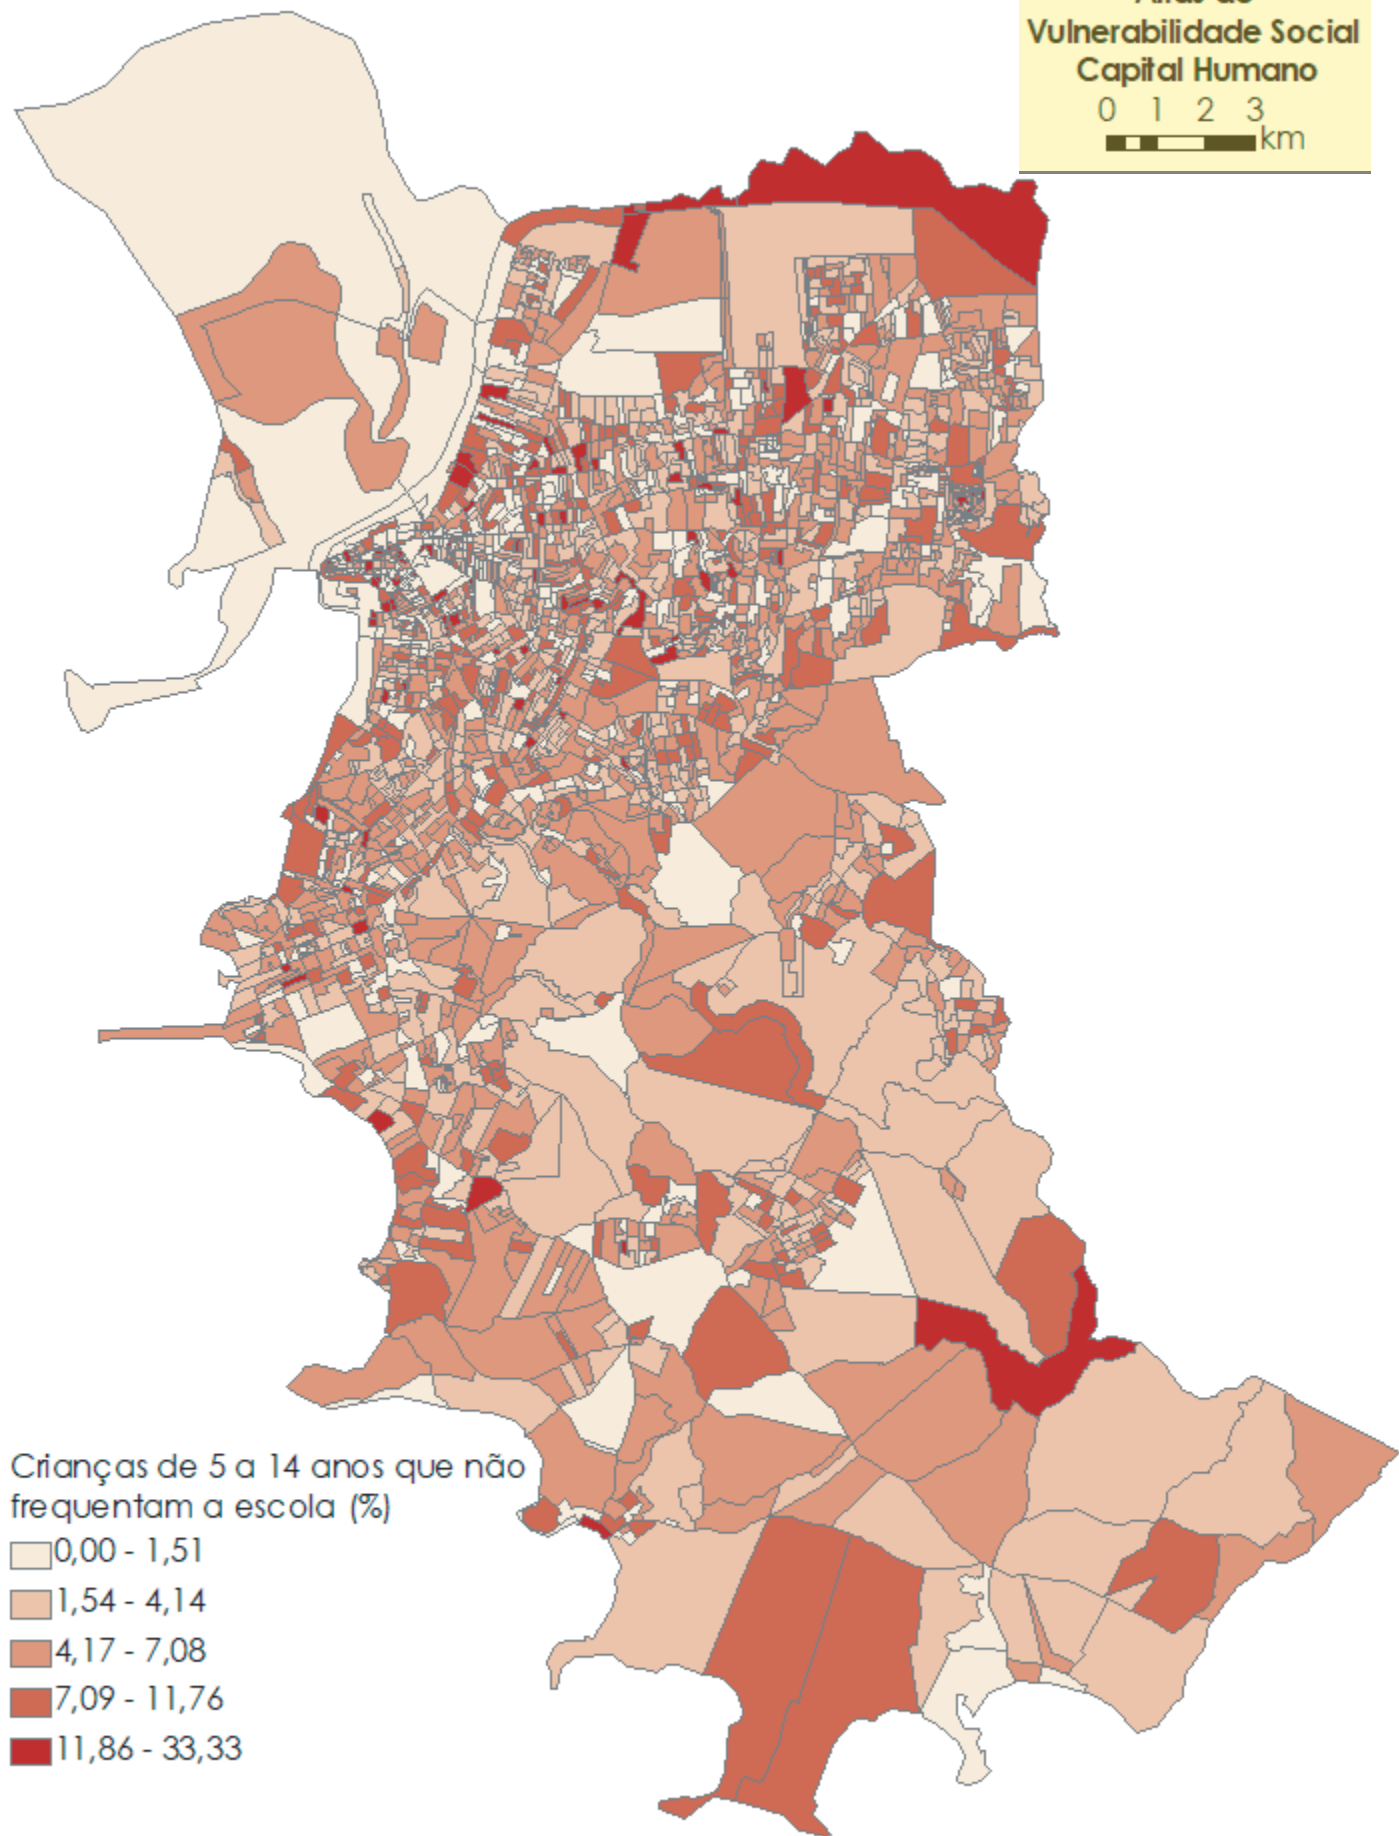 Vulnerabilidade Social
Capital Humano
0 1 2 3
km
Crianças de 5 a 14 anos que não
frequentam a escola (%)
0,00 - 1,51
1,54 - 4,14
4,17 - 7,08
7,09 - 11,76
11,86 - 33,33